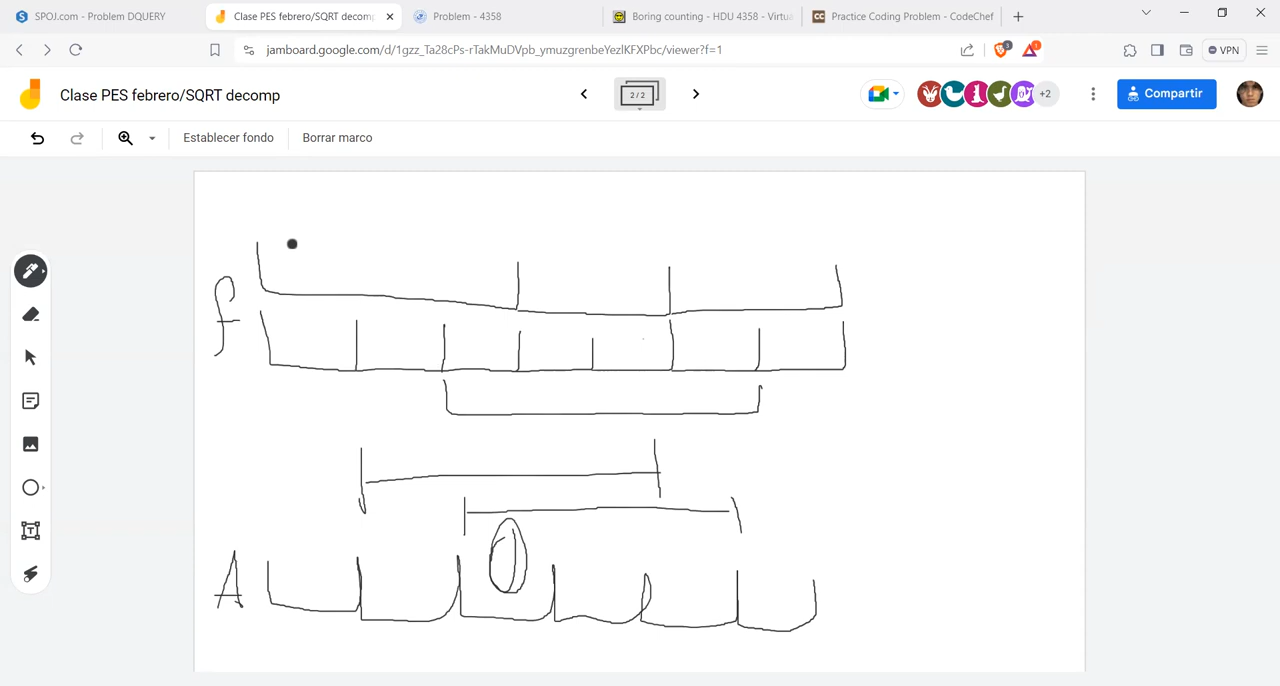 SPOJ.com - Problem DQUERY
Clase PES febrero/SQRT decomp
Problem - 4358
Boring counting - HDU 4358 - Virtua
Practice Coding Problem - CodeChef
jamboard.google.com/d/1gzz_Ta28cPs-rTakMuDVpb_ymuzgrenbeYezlKFXPbc/viewer?f=1
VPN
Clase PES febrero/SQRT decomp
2/2
+2
Compartir
Establecer fondo
Borrar marco
f
A